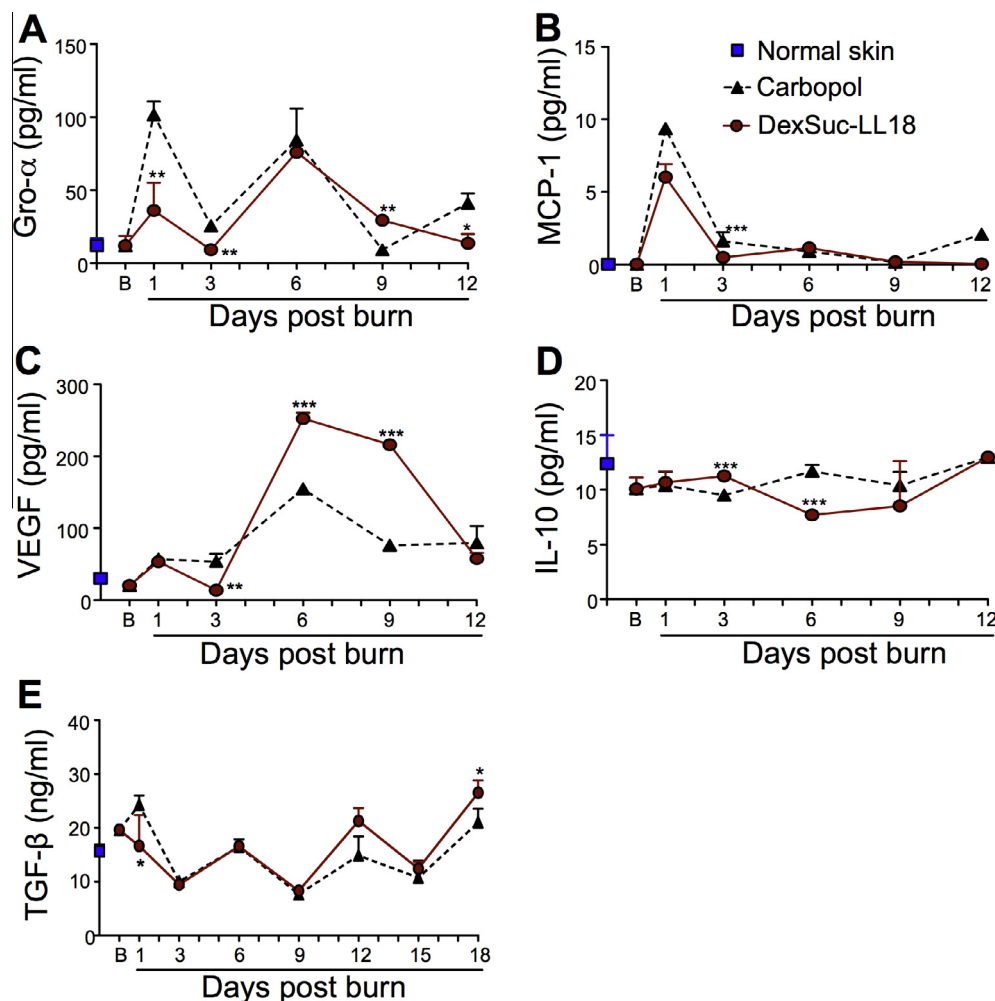 A
Gro-α (pg/ml)
150
100
50
0
**
**
**
*
B 1 3 6 9 12
Days post burn
B
MCP-1 (pg/ml)
15
10
5
0
Normal skin
Carbopol
DexSuc-LL18
***
B 1 3 6 9 12
Days post burn
C
VEGF (pg/ml)
300
200
100
0
***
***
**
B 1 3 6 9 12
Days post burn
D
IL-10 (pg/ml)
20
15
10
5
0
***
***
B 1 3 6 9 12
Days post burn
E
TGF-β (ng/ml)
40
30
20
10
0
*
*
B 1 3 6 9 12 15 18
Days post burn